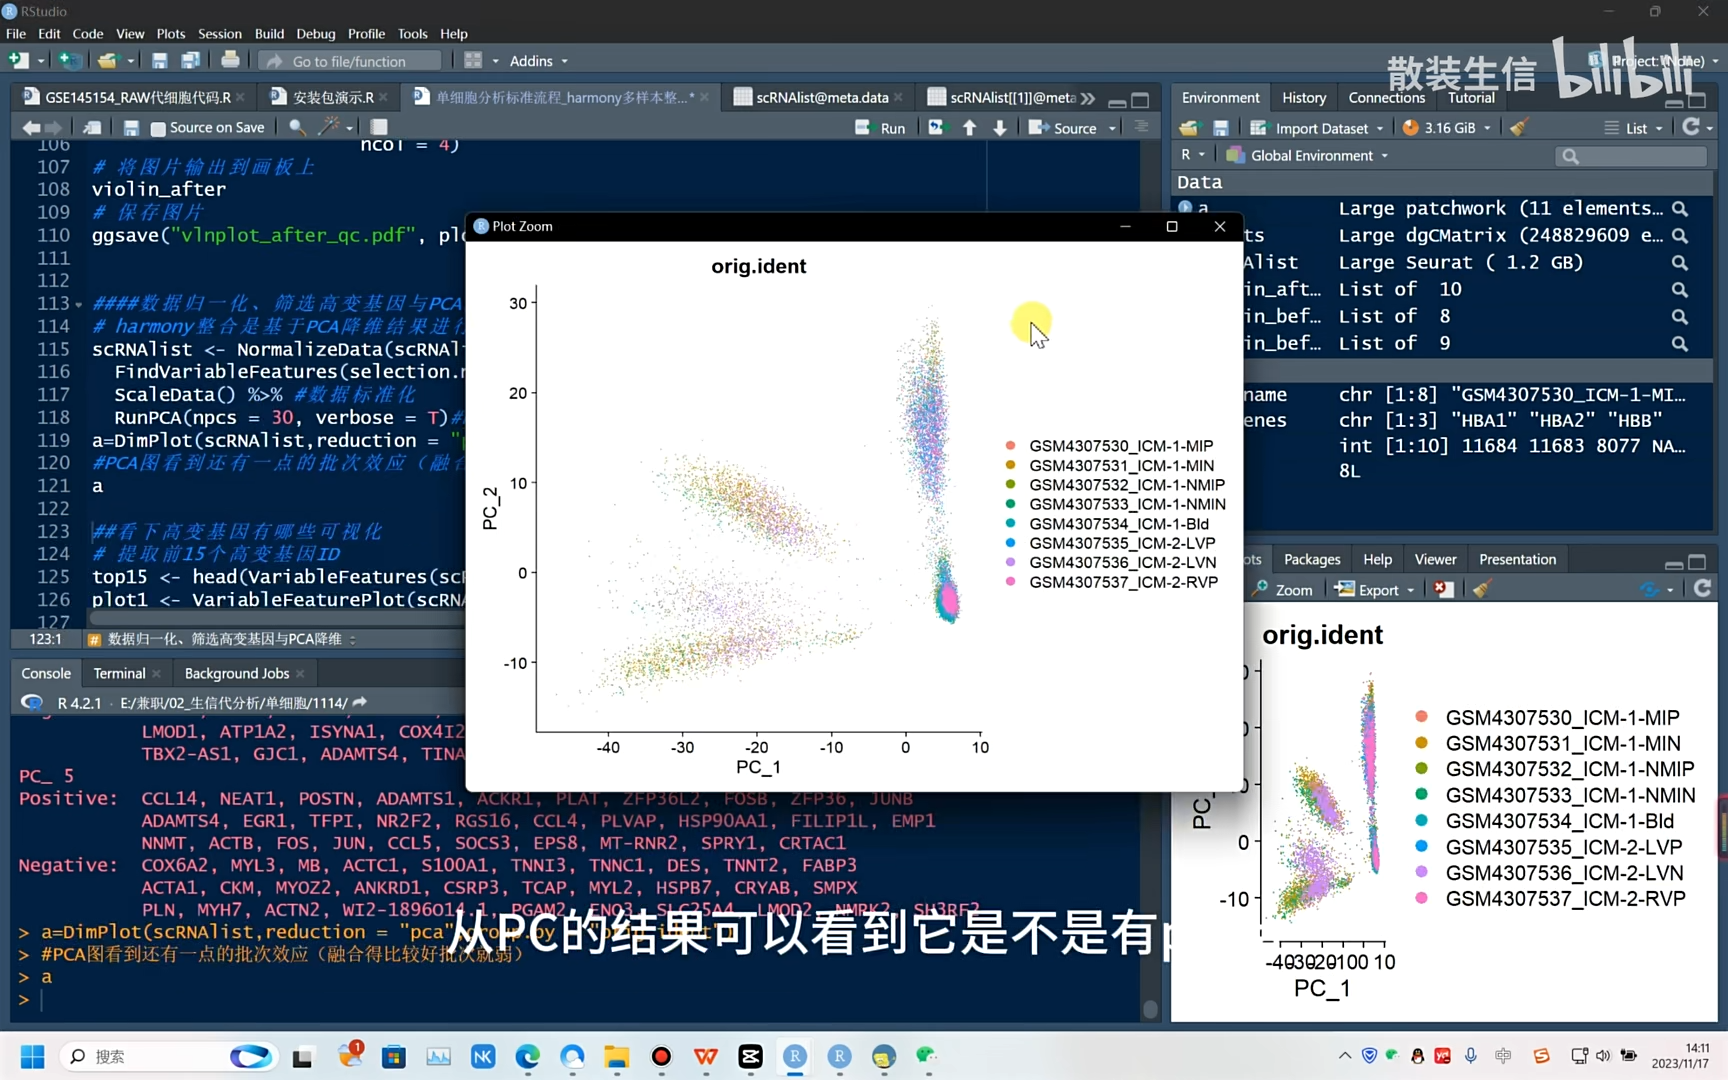 RStudio
File Edit Code View Plots Session Build Debug Profile Tools Help
Go to file/function Addins Project: (None)
散装生信 bilibili
GSE145154_RAW代细胞代码.R 安装包演示.R 单细胞分析标准流程_harmony多样本整...* scRNAlist@meta.data scRNAlist[[1]]@meta
Source on Save Run Source
106 ncol = 4)
107 # 将图片输出到画板上
108 violin_after
109 # 保存图片
110 ggsave("vlnplot_after_qc.pdf", plo
111
112
113 ####数据归一化、筛选高变基因与PCA
114 # harmony整合是基于PCA降维结果进行
115 scRNAlist <- NormalizeData(scRNAl
116 FindVariableFeatures(selection.
117 ScaleData() %>% #数据标准化
118 RunPCA(npcs = 30, verbose = T)#
119 a=DimPlot(scRNAlist,reduction = "
120 #PCA图看到还有一点的批次效应（融合
121 a
122
123 ##看下高变基因有哪些可视化
124 # 提取前15个高变基因ID
125 top15 <- head(VariableFeatures(scR
126 plot1 <- VariableFeaturePlot(scRNA
127
123:1 数据归一化、筛选高变基因与PCA降维
Console Terminal Background Jobs
R 4.2.1 · E:/兼职/02_生信代分析/单细胞/1114/
LMOD1, ATP1A2, ISYNA1, COX4I2
TBX2-AS1, GJC1, ADAMTS4, TINA
PC_ 5
Positive: CCL14, NEAT1, POSTN, ADAMTS1, ACKR1, PLAT, ZFP36L2, FOSB, ZFP36, JUNB
ADAMTS4, EGR1, TFPI, NR2F2, RGS16, CCL4, PLVAP, HSP90AA1, FILIP1L, EMP1
NNMT, ACTB, FOS, JUN, CCL5, SOCS3, EPS8, MT-RNR2, SPRY1, CRTAC1
Negative: COX6A2, MYL3, MB, ACTC1, S100A1, TNNI3, TNNC1, DES, TNNT2, FABP3
ACTA1, CKM, MYOZ2, ANKRD1, CSRP3, TCAP, MYL2, HSPB7, CRYAB, SMPX
PLN, MYH7, ACTN2, WI2-1896O14.1, PGAM2, ENO3, SLC25A4, LMOD2, NMRK2, SH3RF2
> a=DimPlot(scRNAlist,reduction = "pca",group.by
> #PCA图看到还有一点的批次效应（融合得比较好批次就弱）
> a
>
从PC的结果可以看到它是不是有p
Plot Zoom
orig.ident
30
20
10
0
-10
PC_2
-40 -30 -20 -10 0 10
PC_1
GSM4307530_ICM-1-MIP
GSM4307531_ICM-1-MIN
GSM4307532_ICM-1-NMIP
GSM4307533_ICM-1-NMIN
GSM4307534_ICM-1-Bld
GSM4307535_ICM-2-LVP
GSM4307536_ICM-2-LVN
GSM4307537_ICM-2-RVP
Environment History Connections Tutorial
Import Dataset 3.16 GiB List
R Global Environment
Data
a Large patchwork (11 elements…
ts Large dgCMatrix (248829609 e…
Alist Large Seurat ( 1.2 GB)
in_aft… List of 10
in_bef… List of 8
in_bef… List of 9
name chr [1:8] "GSM4307530_ICM-1-MI…
enes chr [1:3] "HBA1" "HBA2" "HBB"
int [1:10] 11684 11683 8077 NA…
8L
ots Packages Help Viewer Presentation
Zoom Export
orig.ident
0
-10
PC_
-40-30-20-10 0 10
PC_1
GSM4307530_ICM-1-MIP
GSM4307531_ICM-1-MIN
GSM4307532_ICM-1-NMIP
GSM4307533_ICM-1-NMIN
GSM4307534_ICM-1-Bld
GSM4307535_ICM-2-LVP
GSM4307536_ICM-2-LVN
GSM4307537_ICM-2-RVP
搜索
中
14:11
2023/11/17